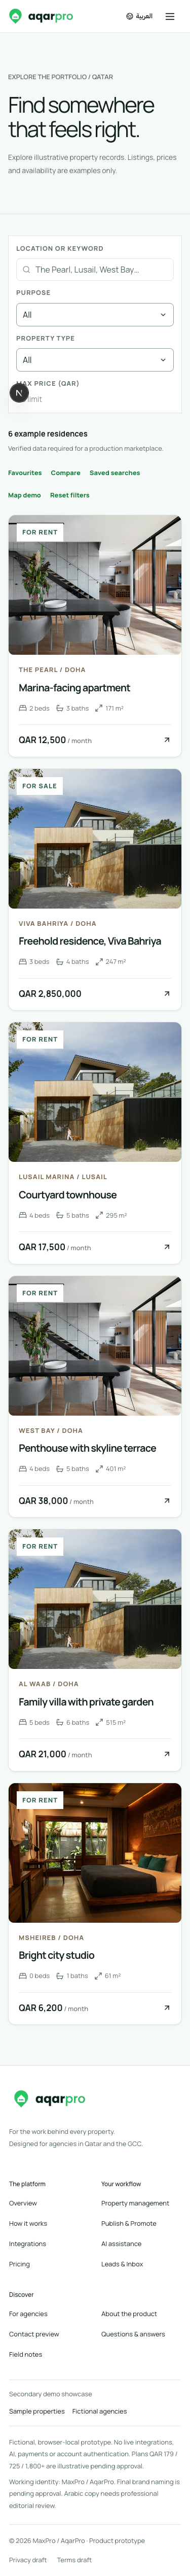 aqarpro
العربية
EXPLORE THE PORTFOLIO / QATAR
Find somewhere
that feels right.
Explore illustrative property records. Listings, prices
and availability are examples only.
LOCATION OR KEYWORD
The Pearl, Lusail, West Bay...
PURPOSE
All
PROPERTY TYPE
All
MAX PRICE (QAR)
N
limit
6 example residences
Verified data required for a production marketplace.
Favourites Compare Saved searches
Map demo Reset filters
FOR RENT
THE PEARL / DOHA
Marina-facing apartment
2 beds 3 baths 171 m²
QAR 12,500 / month
FOR SALE
VIVA BAHRIYA / DOHA
Freehold residence, Viva Bahriya
3 beds 4 baths 247 m²
QAR 2,850,000
FOR RENT
LUSAIL MARINA / LUSAIL
Courtyard townhouse
4 beds 5 baths 295 m²
QAR 17,500 / month
FOR RENT
WEST BAY / DOHA
Penthouse with skyline terrace
4 beds 5 baths 401 m²
QAR 38,000 / month
FOR RENT
AL WAAB / DOHA
Family villa with private garden
5 beds 6 baths 515 m²
QAR 21,000 / month
FOR RENT
MSHEIREB / DOHA
Bright city studio
0 beds 1 baths 61 m²
QAR 6,200 / month
aqarpro
For the work behind every property.
Designed for agencies in Qatar and the GCC.
The platform
Overview
How it works
Integrations
Pricing
Your workflow
Property management
Publish & Promote
AI assistance
Leads & Inbox
Discover
For agencies
About the product
Contact preview
Questions & answers
Field notes
Secondary demo showcase
Sample properties Fictional agencies
Fictional, browser-local prototype. No live integrations,
AI, payments or account authentication. Plans QAR 179 /
725 / 1,800+ are illustrative pending approval.
Working identity: MaxPro / AqarPro. Final brand naming is
pending approval. Arabic copy needs professional
editorial review.
© 2026 MaxPro / AqarPro · Product prototype
Privacy draft Terms draft